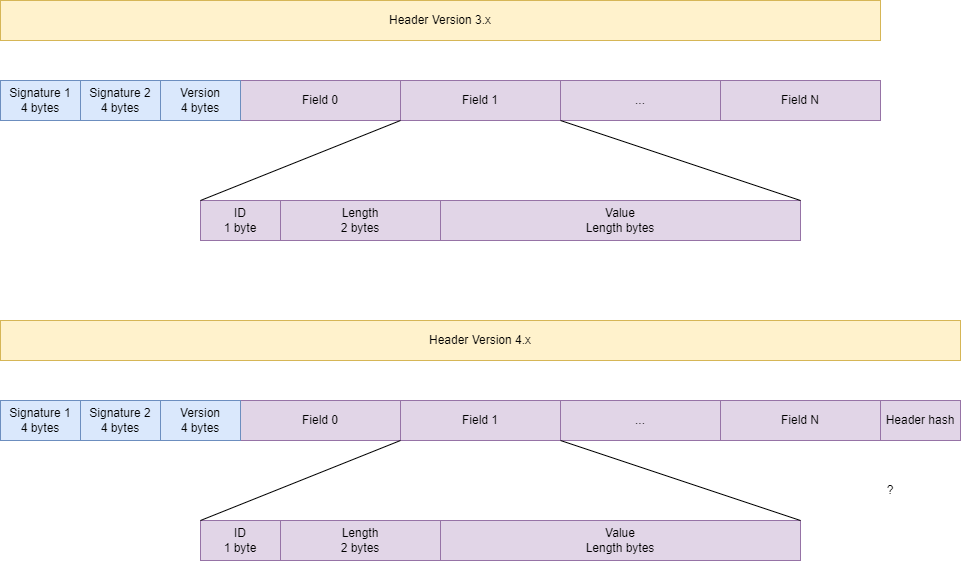 Header Version 3.x
Signature 1
4 bytes
Signature 2
4 bytes
Version
4 bytes
Field 0
Field 1
...
Field N
ID
1 byte
Length
2 bytes
Value
Length bytes
Header Version 4.x
Signature 1
4 bytes
Signature 2
4 bytes
Version
4 bytes
Field 0
Field 1
...
Field N
Header hash
?
ID
1 byte
Length
2 bytes
Value
Length bytes